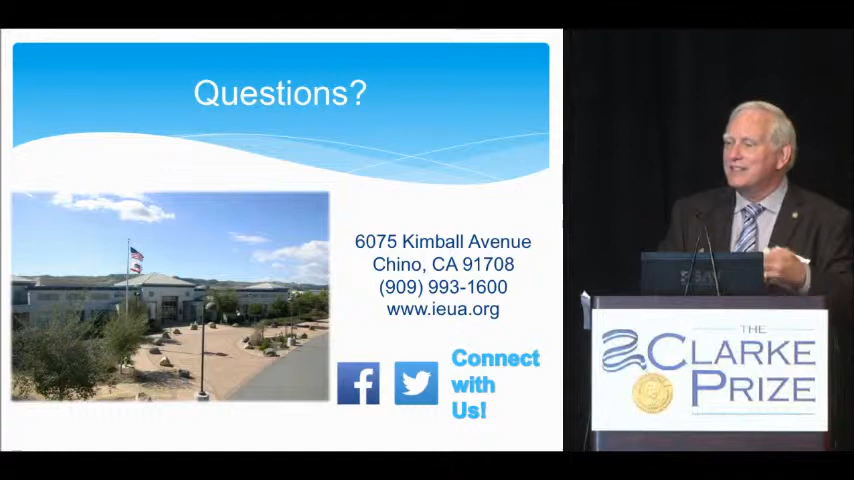 Questions?
6075 Kimball Avenue
Chino, CA 91708
(909) 993-1600
www.ieua.org
Connect
with
Us!
THE
CLARKE
PRIZE